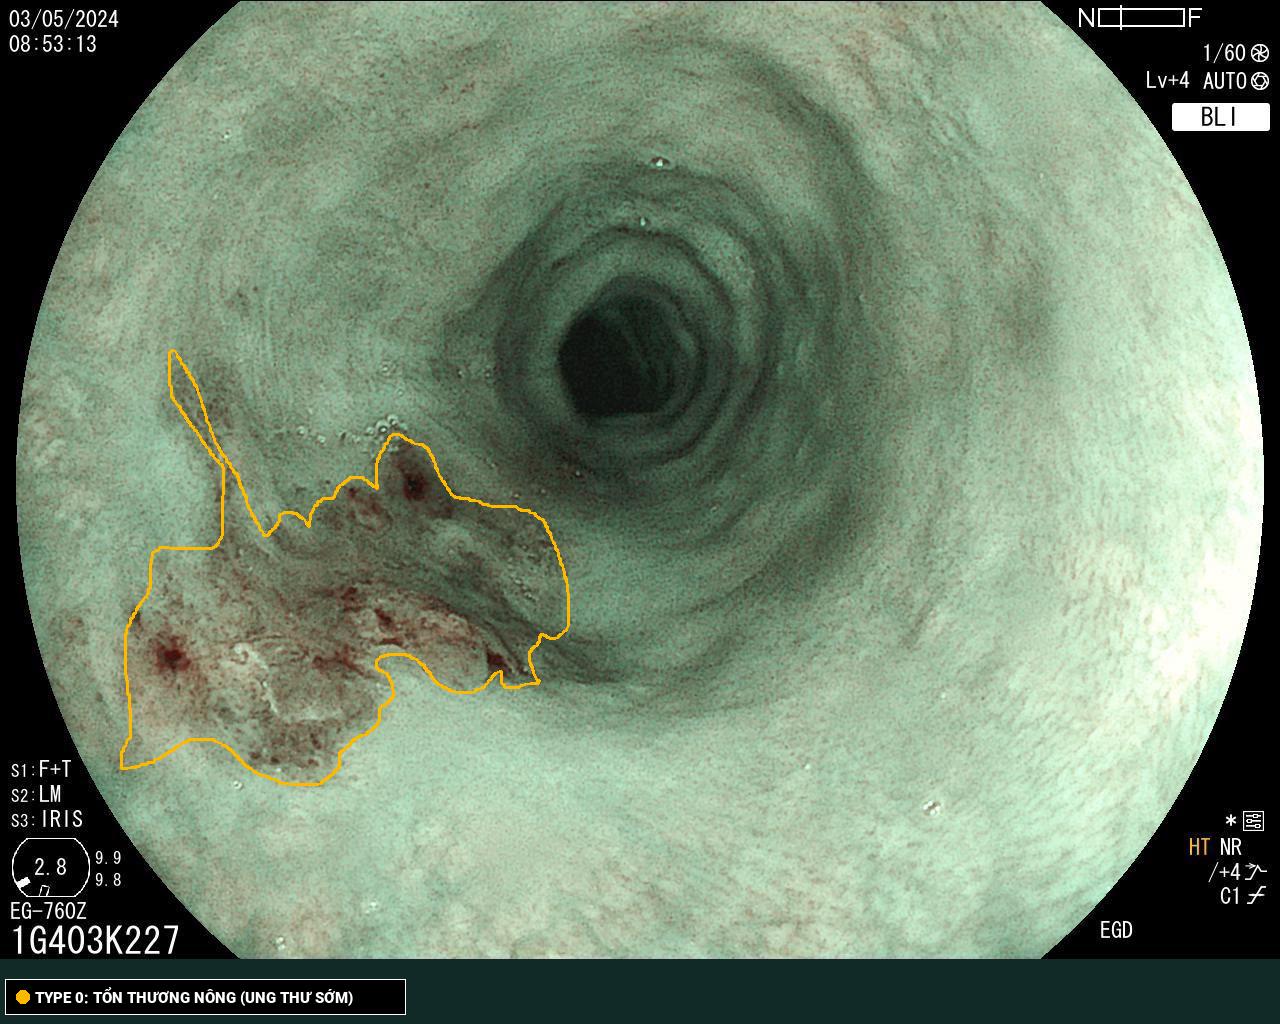 03/05/2024
08:53:13
N F
1/60
Lv+4 AUTO
BLI
S1:F+T
S2:LM
S3:IRIS
2.8 9.9
9.8
EG-760Z
1G403K227
* 
HT NR
/+4
C1
EGD
TYPE 0: TỔN THƯƠNG NÔNG (UNG THƯ SỚM)